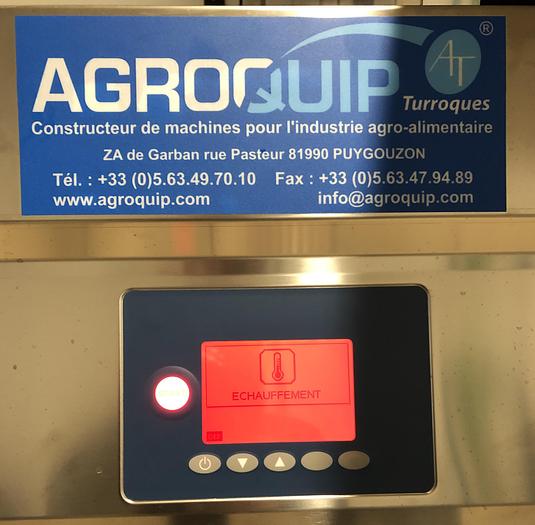 AGROQUIP ®
AT
Turroques
Constructeur de machines pour l'industrie agro-alimentaire
ZA de Garban rue Pasteur 81990 PUYGOUZON
Tél. : +33 (0)5.63.49.70.10 Fax : +33 (0)5.63.47.94.89
www.agroquip.com info@agroquip.com
ECHAUFFEMENT